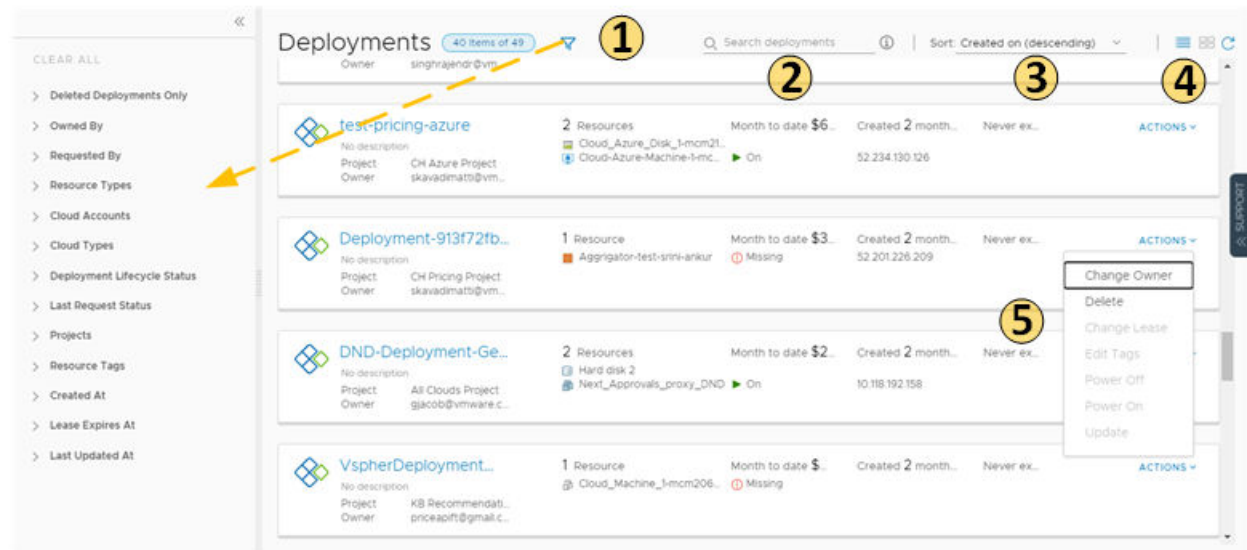 «
CLEAR ALL
> Deleted Deployments Only
> Owned By
> Requested By
> Resource Types
> Cloud Accounts
> Cloud Types
> Deployment Lifecycle Status
> Last Request Status
> Projects
> Resource Tags
> Created At
> Lease Expires At
> Last Updated At
Deployments 40 items of 49 1 Search deployments Sort: Created on (descending)
2 3 4
Owner singhrajendr@vm...
test-pricing-azure 2 Resources Month to date $6... Created 2 month... Never ex... ACTIONS
No description Cloud_Azure_Disk_1-mcm21...
Cloud-Azure-Machine-1-mc... On 52.234.130.126
Project CH Azure Project
Owner skavadimatti@vm...
Deployment-913f72fb... 1 Resource Month to date $3... Created 2 month... Never ex... ACTIONS
No description Aggrigator-test-srini-ankur Missing 52.201.226.209
Project CH Pricing Project
Owner skavadimatti@vm...
Change Owner
Delete
Change Lease
Edit Tags
Power Off
Power On
Update
5
DND-Deployment-Ge... 2 Resources Month to date $2... Created 2 month... Never ex...
No description Hard disk 2
Next_Approvals_proxy_DND On 10.118.192.158
Project All Clouds Project
Owner gjacob@vmware.c...
VspherDeployment... 1 Resource Month to date $... Created 2 month... Never ex... ACTIONS
No description Cloud_Machine_1-mcm206... Missing
Project KB Recommendati...
Owner priceapift@gmail.c...
SUPPORT